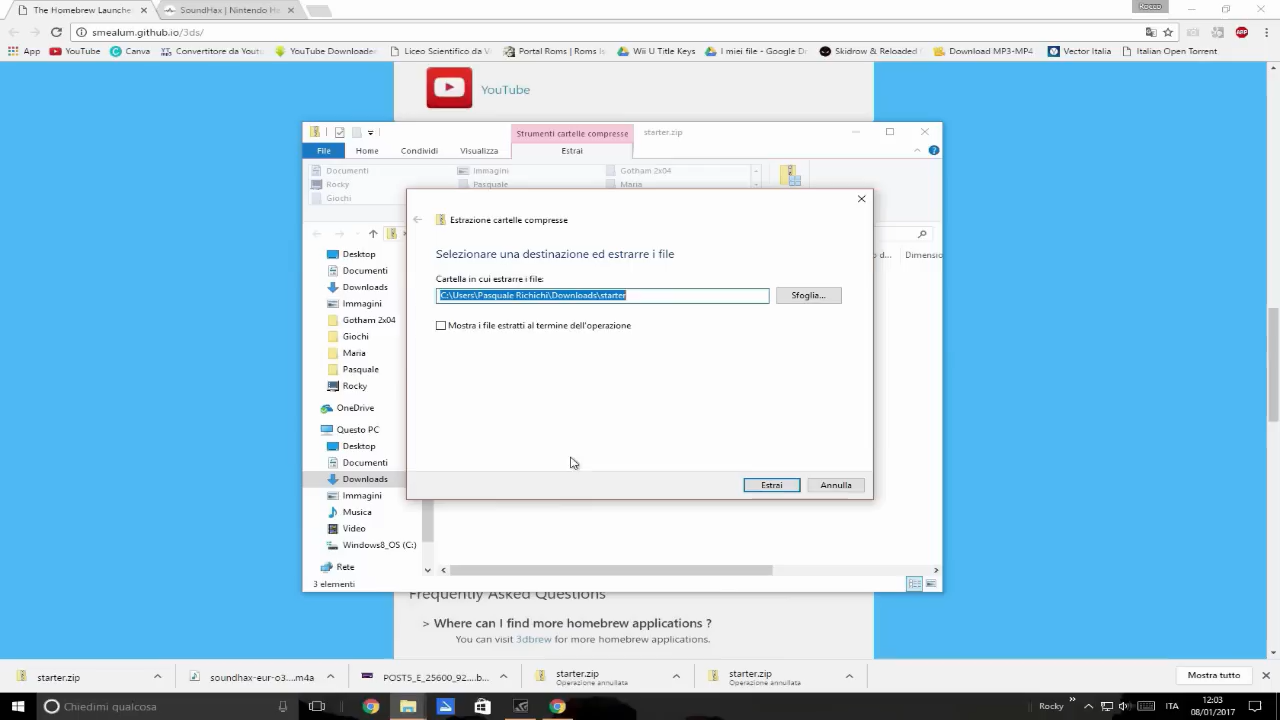 The Homebrew Launche
SoundHax | Nintendo Ha
Rocco
smealum.github.io/3ds/
App
YouTube
Canva
Convertitore da Youtu
YouTube Downloader
Liceo Scientifico da V
Portal Roms | Roms
Wii U Title Keys
I miei file - Google Dr
Skidrow & Reloaded
Download MP3-MP4
Vector Italia
Italian Open Torrent
YouTube
Strumenti cartelle compresse
starter.zip
File
Home
Condividi
Visualizza
Estrai
Documenti
Immagini
Gotham 2x04
Rocky
Pasquale
Maria
Giochi
Estrazione cartelle compresse
Selezionare una destinazione ed estrarre i file
Cartella in cui estrarre i file:
C:\Users\Pasquale Richichi\Downloads\starter
Sfoglia...
Mostra i file estratti al termine dell'operazione
Estrai
Annulla
d...
Dimensio
Desktop
Documenti
Downloads
Immagini
Gotham 2x04
Giochi
Maria
Pasquale
Rocky
OneDrive
Questo PC
Desktop
Documenti
Downloads
Immagini
Musica
Video
Windows8_OS (C:)
Rete
3 elementi
Frequently Asked Questions
> Where can I find more homebrew applications ?
You can visit 3dbrew for more homebrew applications.
starter.zip
soundhax-eur-o3....m4a
POST5_E_25600_92....b
starter.zip
Operazione annullata
starter.zip
Operazione annullata
Mostra tutto
Chiedimi qualcosa
Rocky
ITA
12:03
08/01/2017